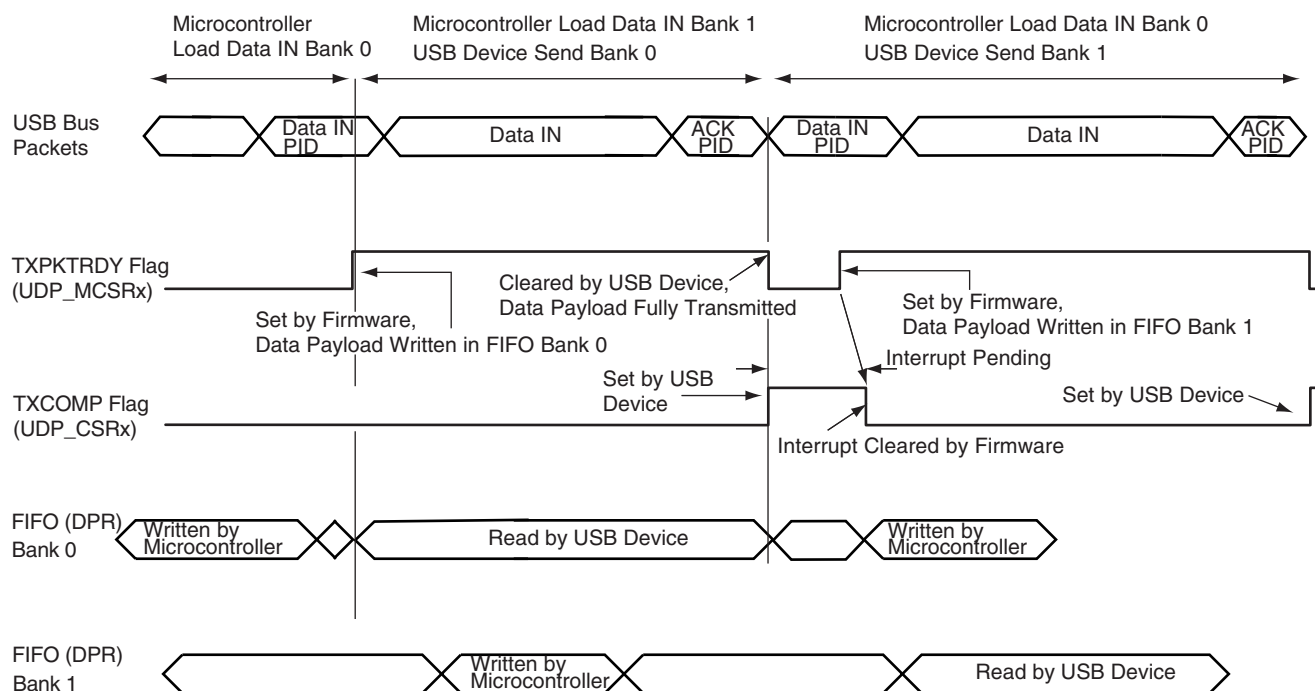 Microcontroller
Load Data IN Bank 0
Microcontroller Load Data IN Bank 1
USB Device Send Bank 0
Microcontroller Load Data IN Bank 0
USB Device Send Bank 1
USB Bus
Packets
Data IN
PID
Data IN
ACK
PID
Data IN
PID
Data IN
ACK
PID
TXPKTRDY Flag
(UDP_MCSRx)
Set by Firmware,
Data Payload Written in FIFO Bank 0
Cleared by USB Device,
Data Payload Fully Transmitted
Set by Firmware,
Data Payload Written in FIFO Bank 1
Interrupt Pending
Set by USB
Device
TXCOMP Flag
(UDP_CSRx)
Set by USB Device
Interrupt Cleared by Firmware
FIFO (DPR)
Bank 0
Written by
Microcontroller
Read by USB Device
Written by
Microcontroller
FIFO (DPR)
Bank 1
Written by
Microcontroller
Read by USB Device